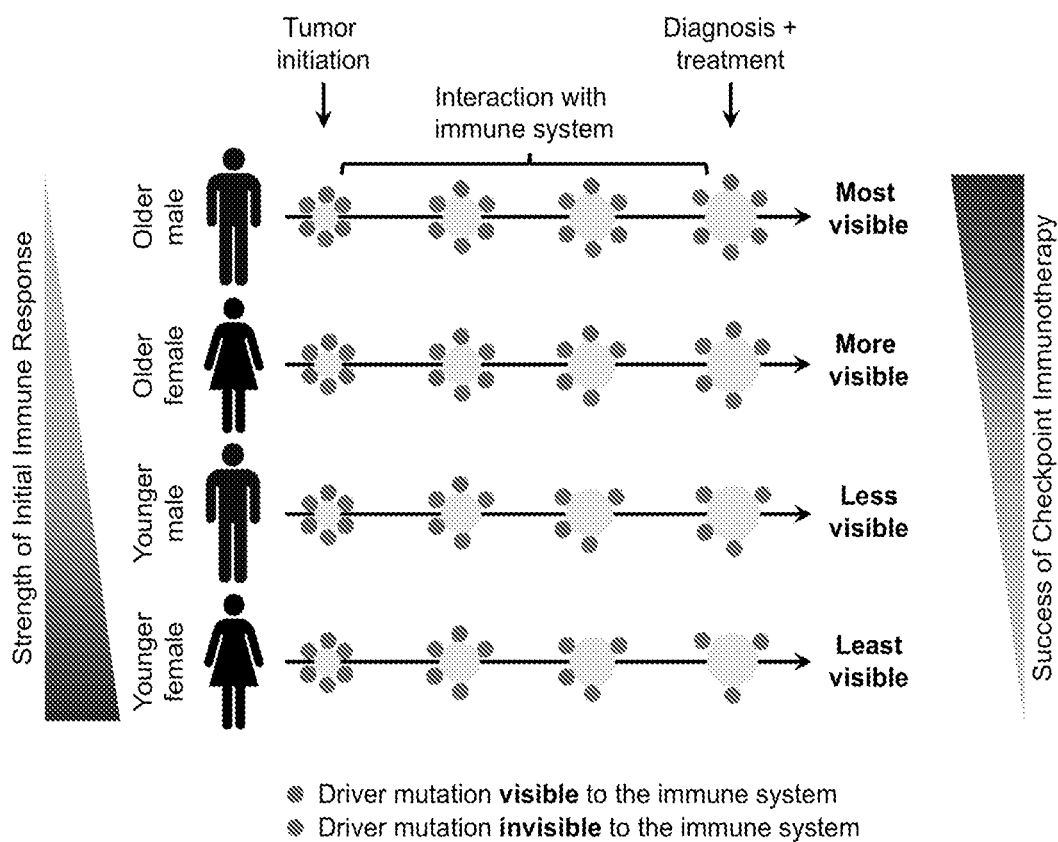 Tumor
initiation
Diagnosis +
treatment
Interaction with
immune system
Strength of Initial Immune Response
Older
male
Most
visible
Older
female
More
visible
Younger
male
Less
visible
Younger
female
Least
visible
Success of Checkpoint Immunotherapy
Driver mutation visible to the immune system
Driver mutation invisible to the immune system